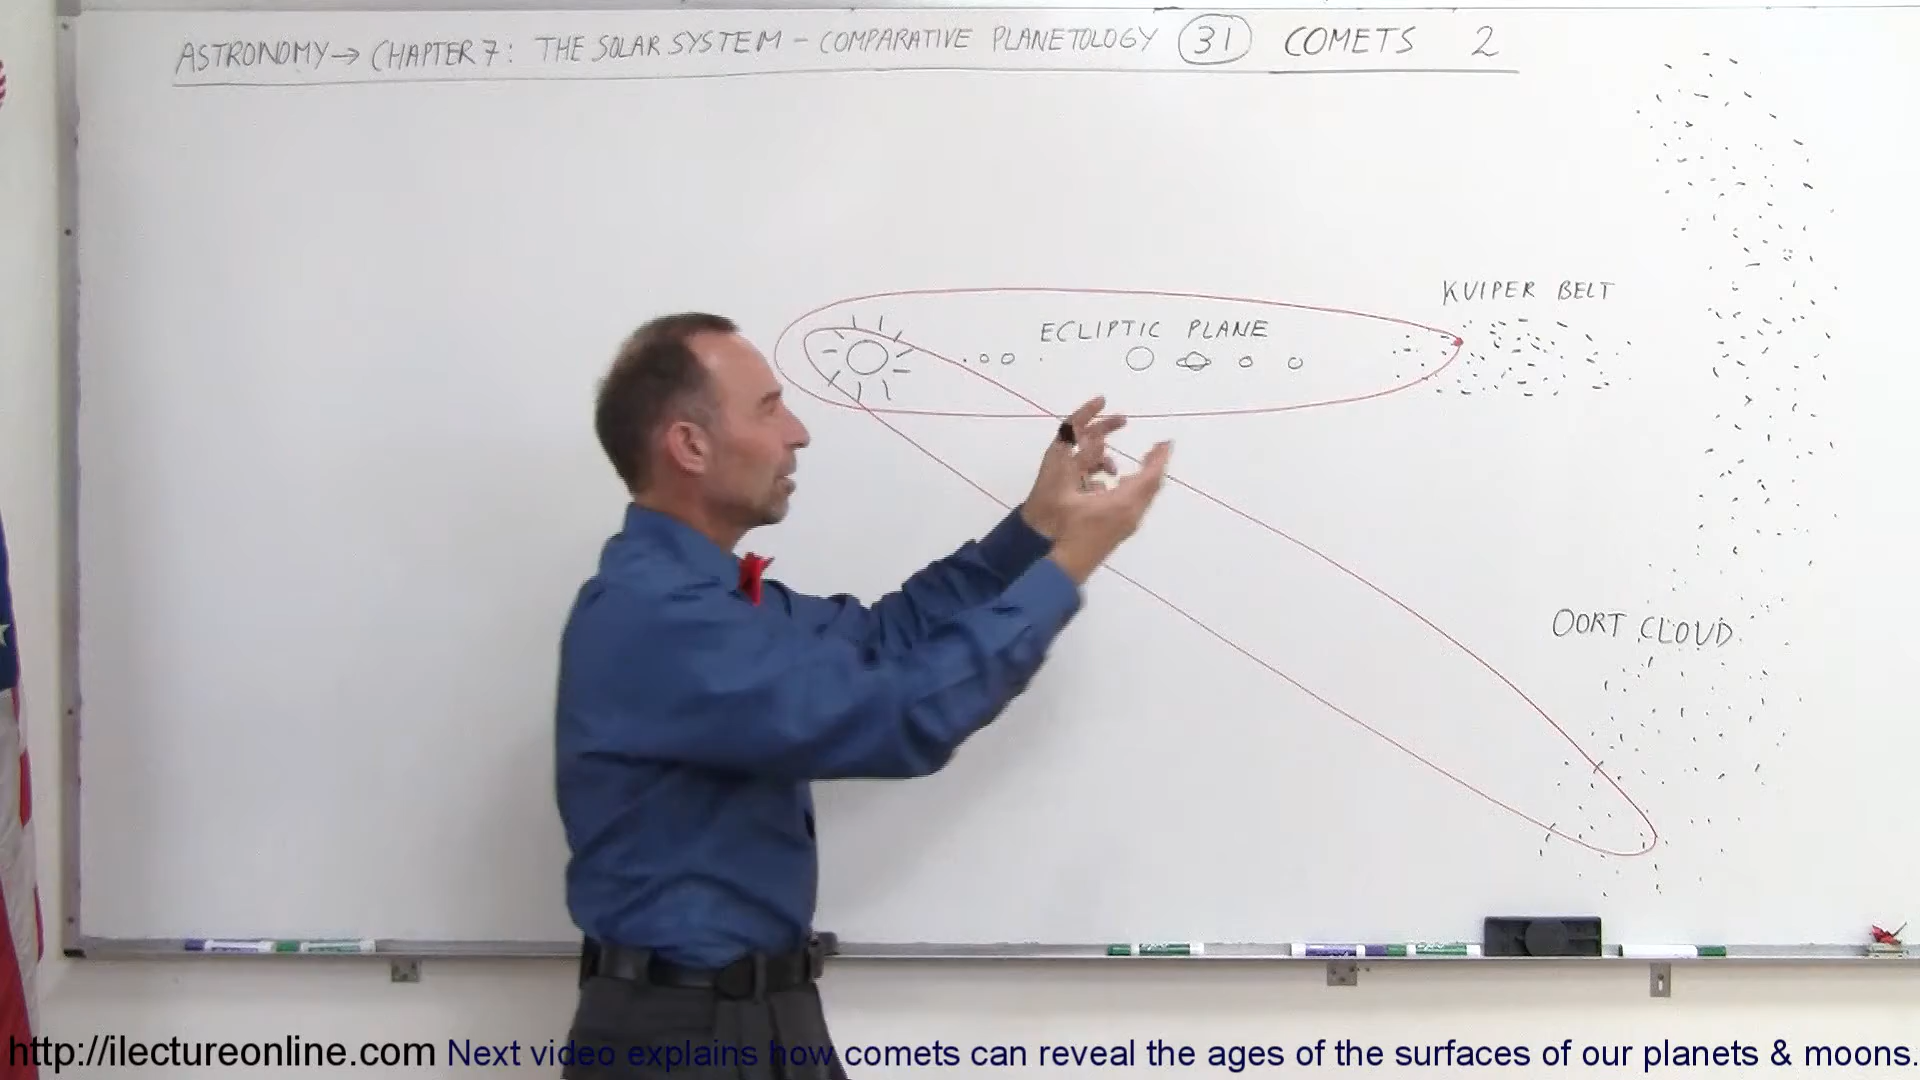 ASTRONOMY → CHAPTER 7: THE SOLAR SYSTEM - COMPARATIVE PLANETOLOGY 31 COMETS 2
KUIPER BELT
ECLIPTIC PLANE
OORT CLOUD
http://ilectureonline.com Next video explains how comets can reveal the ages of the surfaces of our planets & moons.